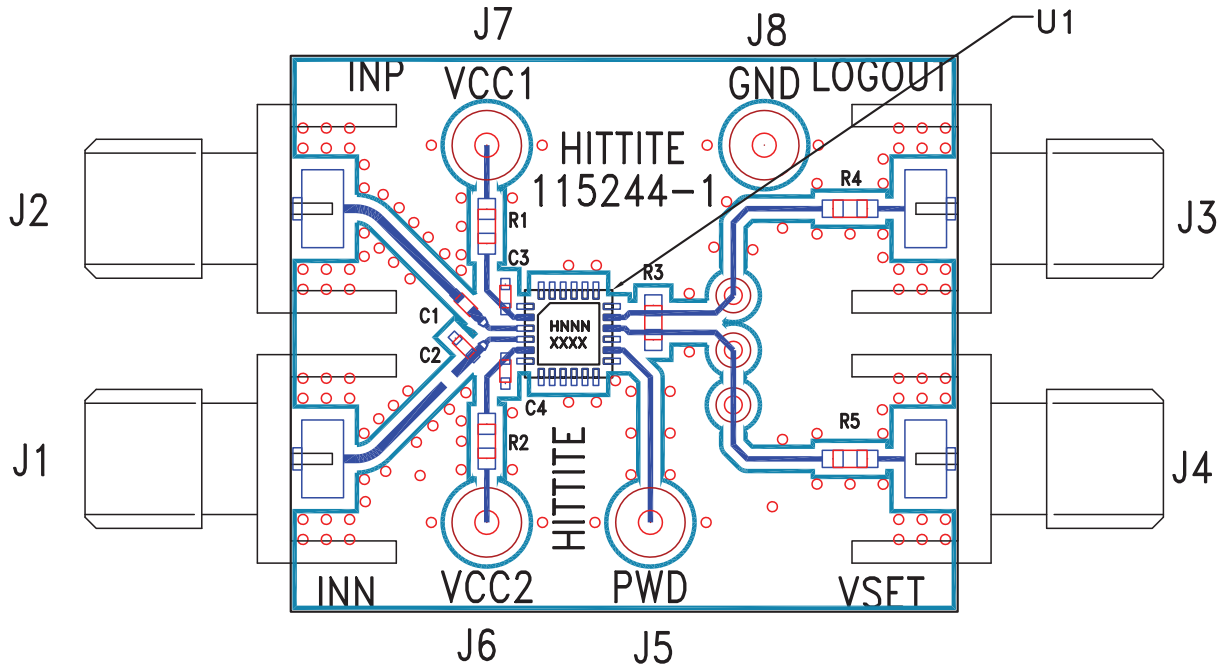 J7
J8
U1
INP
VCC1
GND
LOGOUT
HITTITE
115244-1
R4
J2
R1
J3
C3
R3
C1
HNNN
XXXX
C2
C4
R2
R5
HITTITE
J1
J4
INN
VCC2
PWD
VSET
J6
J5